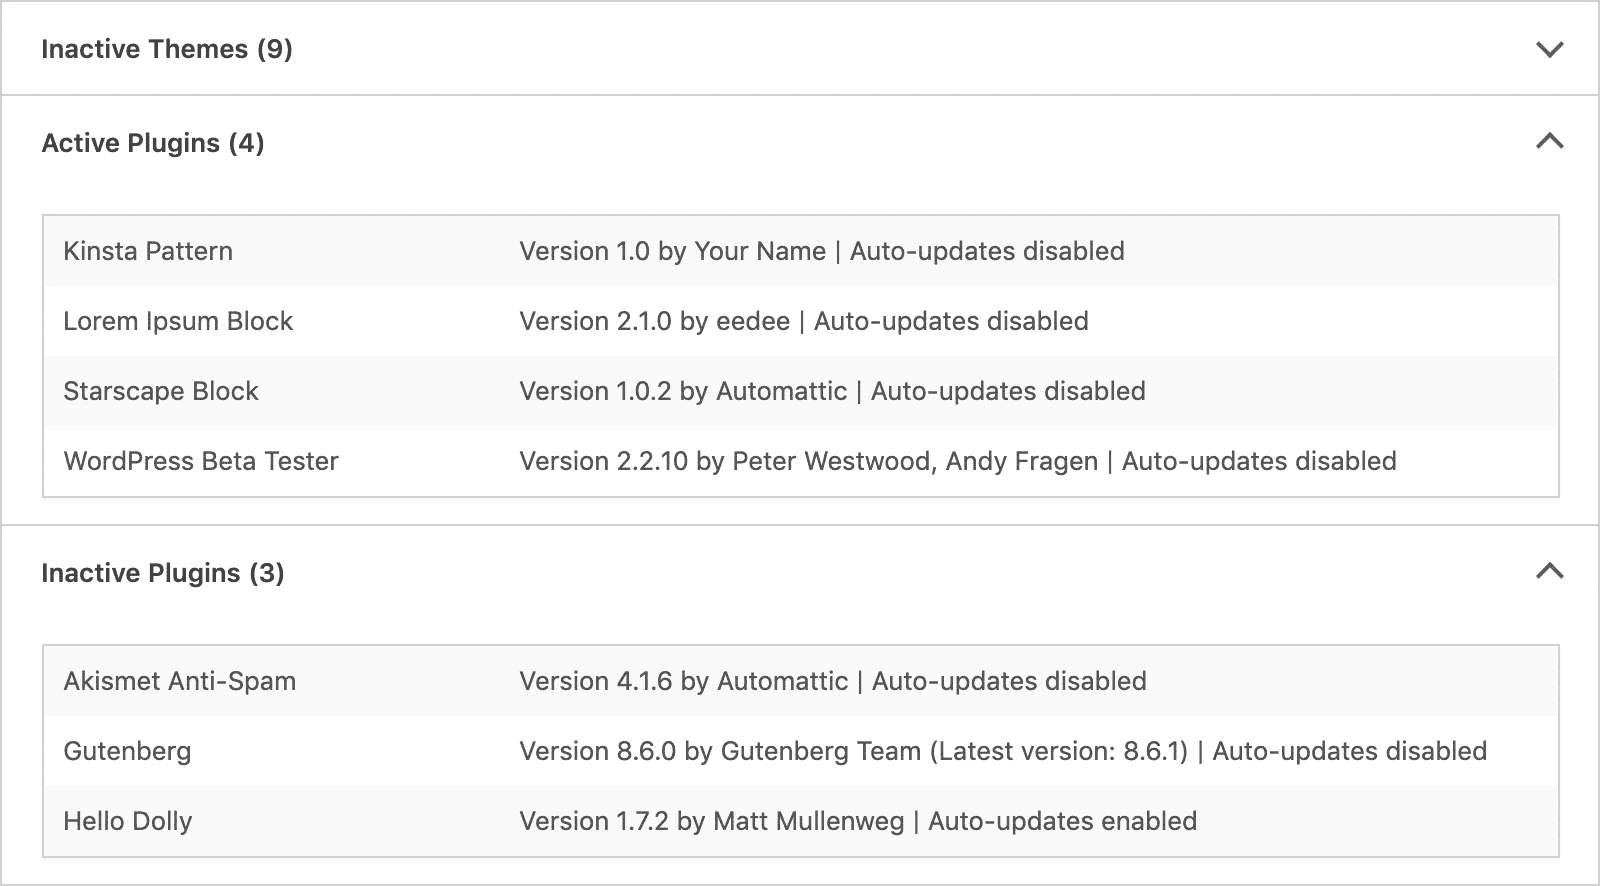 Inactive Themes (9)
Active Plugins (4)
Kinsta Pattern Version 1.0 by Your Name | Auto-updates disabled
Lorem Ipsum Block Version 2.1.0 by eedee | Auto-updates disabled
Starscape Block Version 1.0.2 by Automattic | Auto-updates disabled
WordPress Beta Tester Version 2.2.10 by Peter Westwood, Andy Fragen | Auto-updates disabled
Inactive Plugins (3)
Akismet Anti-Spam Version 4.1.6 by Automattic | Auto-updates disabled
Gutenberg Version 8.6.0 by Gutenberg Team (Latest version: 8.6.1) | Auto-updates disabled
Hello Dolly Version 1.7.2 by Matt Mullenweg | Auto-updates enabled